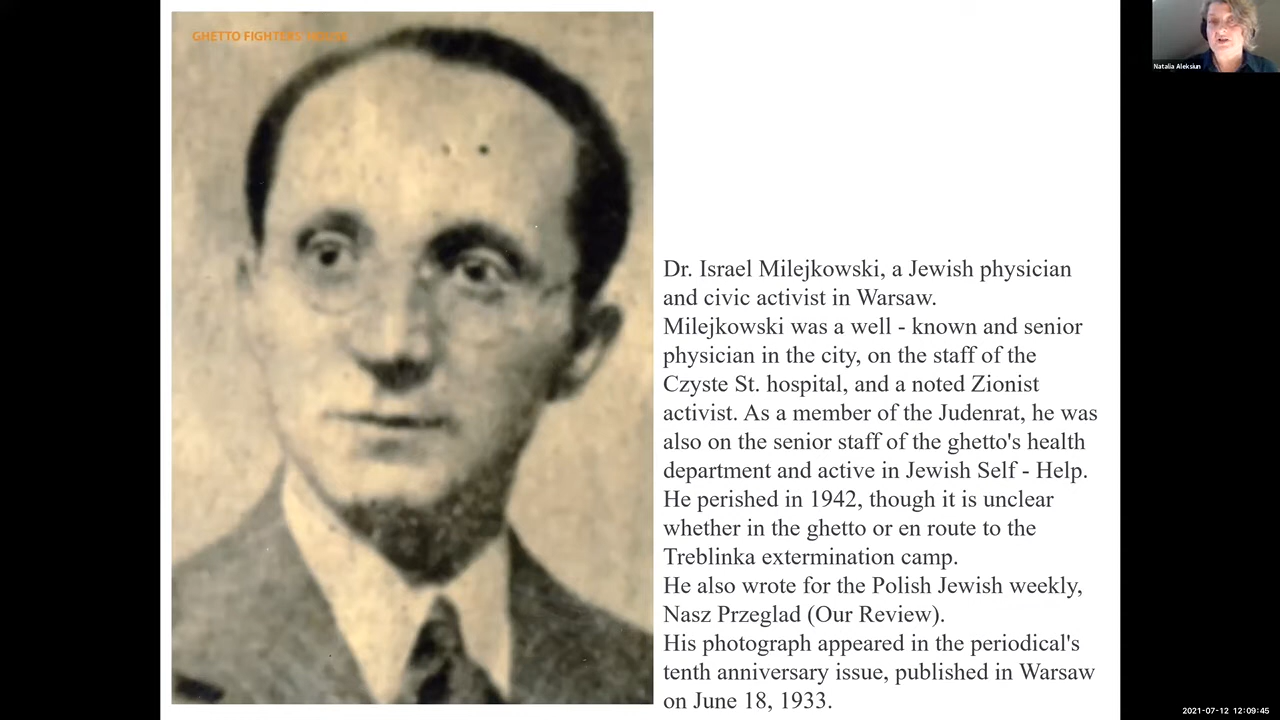 GHETTO FIGHTERS HOUSE
Natalia Aleksiun
Dr. Israel Milejkowski, a Jewish physician
and civic activist in Warsaw.
Milejkowski was a well - known and senior
physician in the city, on the staff of the
Czyste St. hospital, and a noted Zionist
activist. As a member of the Judenrat, he was
also on the senior staff of the ghetto's health
department and active in Jewish Self - Help.
He perished in 1942, though it is unclear
whether in the ghetto or en route to the
Treblinka extermination camp.
He also wrote for the Polish Jewish weekly,
Nasz Przeglad (Our Review).
His photograph appeared in the periodical's
tenth anniversary issue, published in Warsaw
on June 18, 1933.
2021-07-12 12:09:45